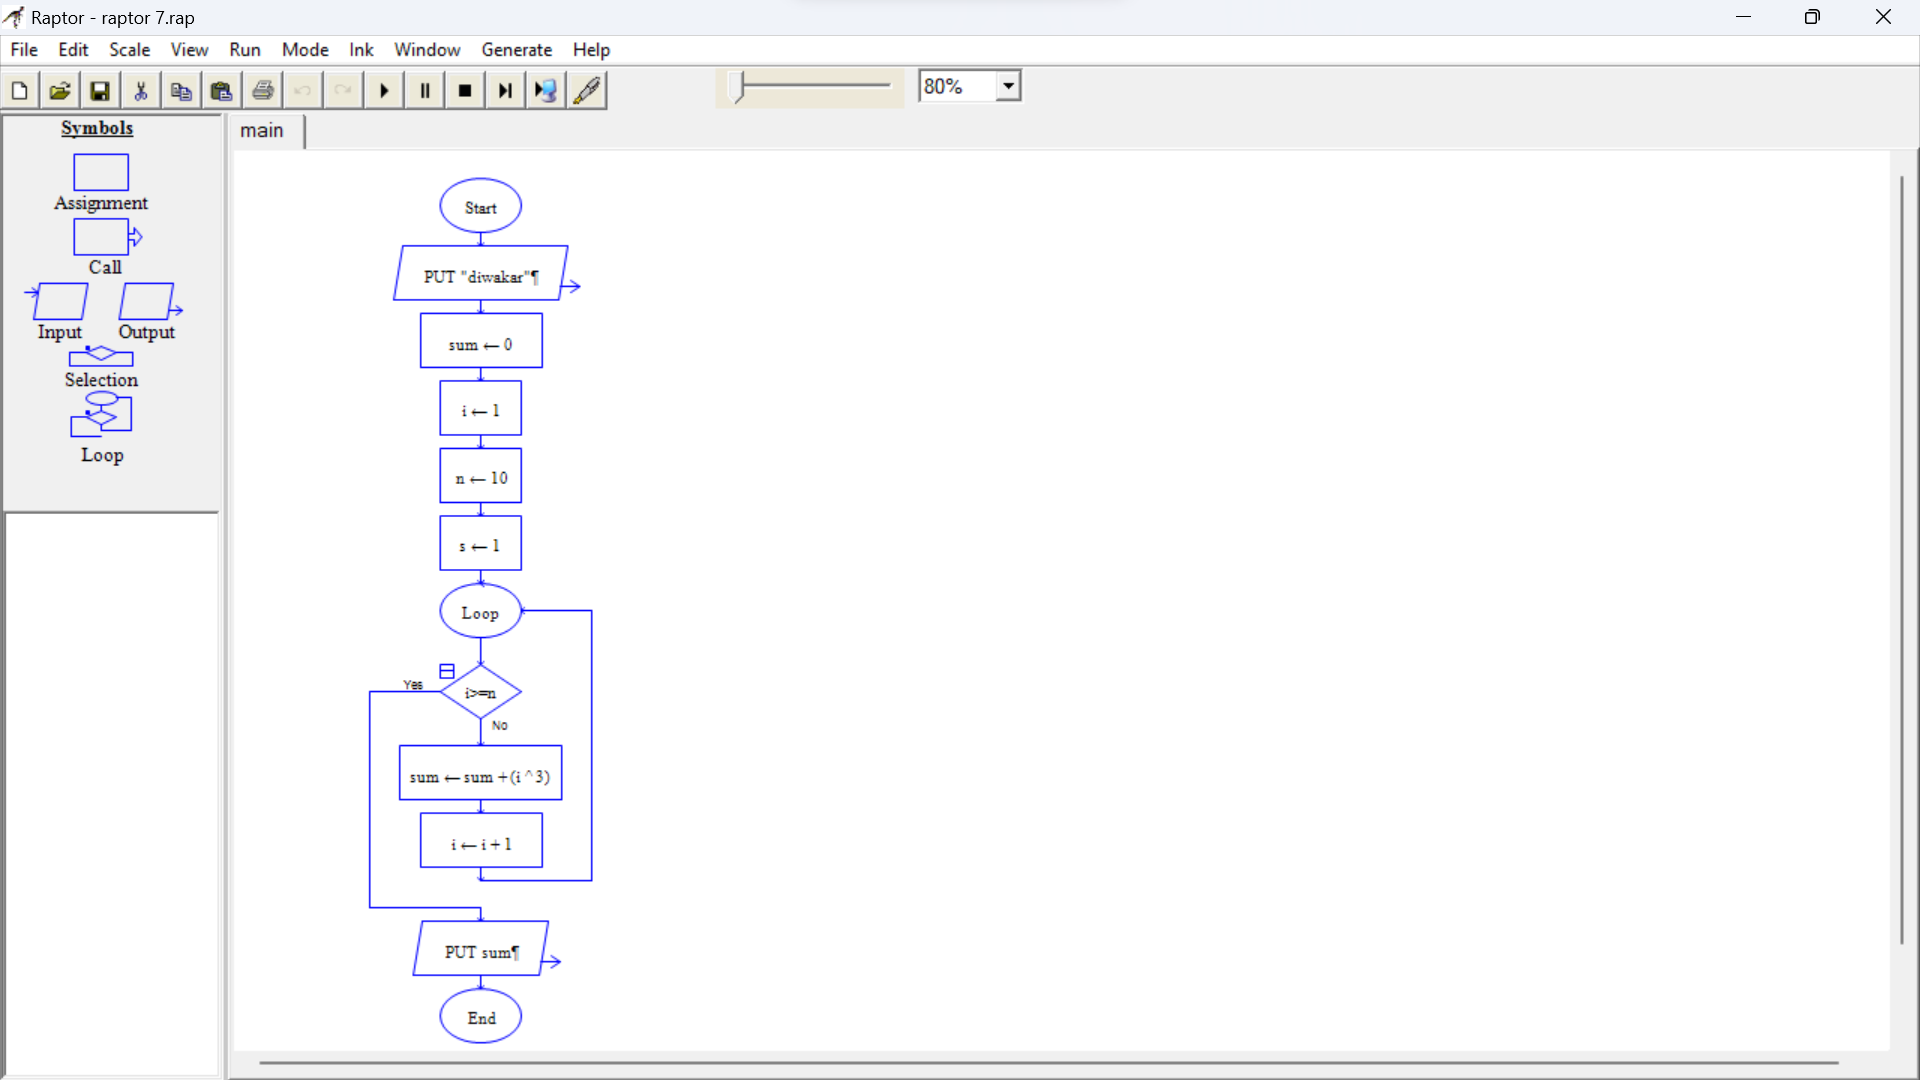 Raptor - raptor 7.rap
File Edit Scale View Run Mode Ink Window Generate Help
80%
Symbols
Assignment
Call
Input Output
Selection
Loop
main
Start
PUT "diwakar"¶
sum ← 0
i ← 1
n ← 10
s ← 1
Loop
Yes
i>=n
No
sum ← sum +(i ^3)
i ← i + 1
PUT sum¶
End